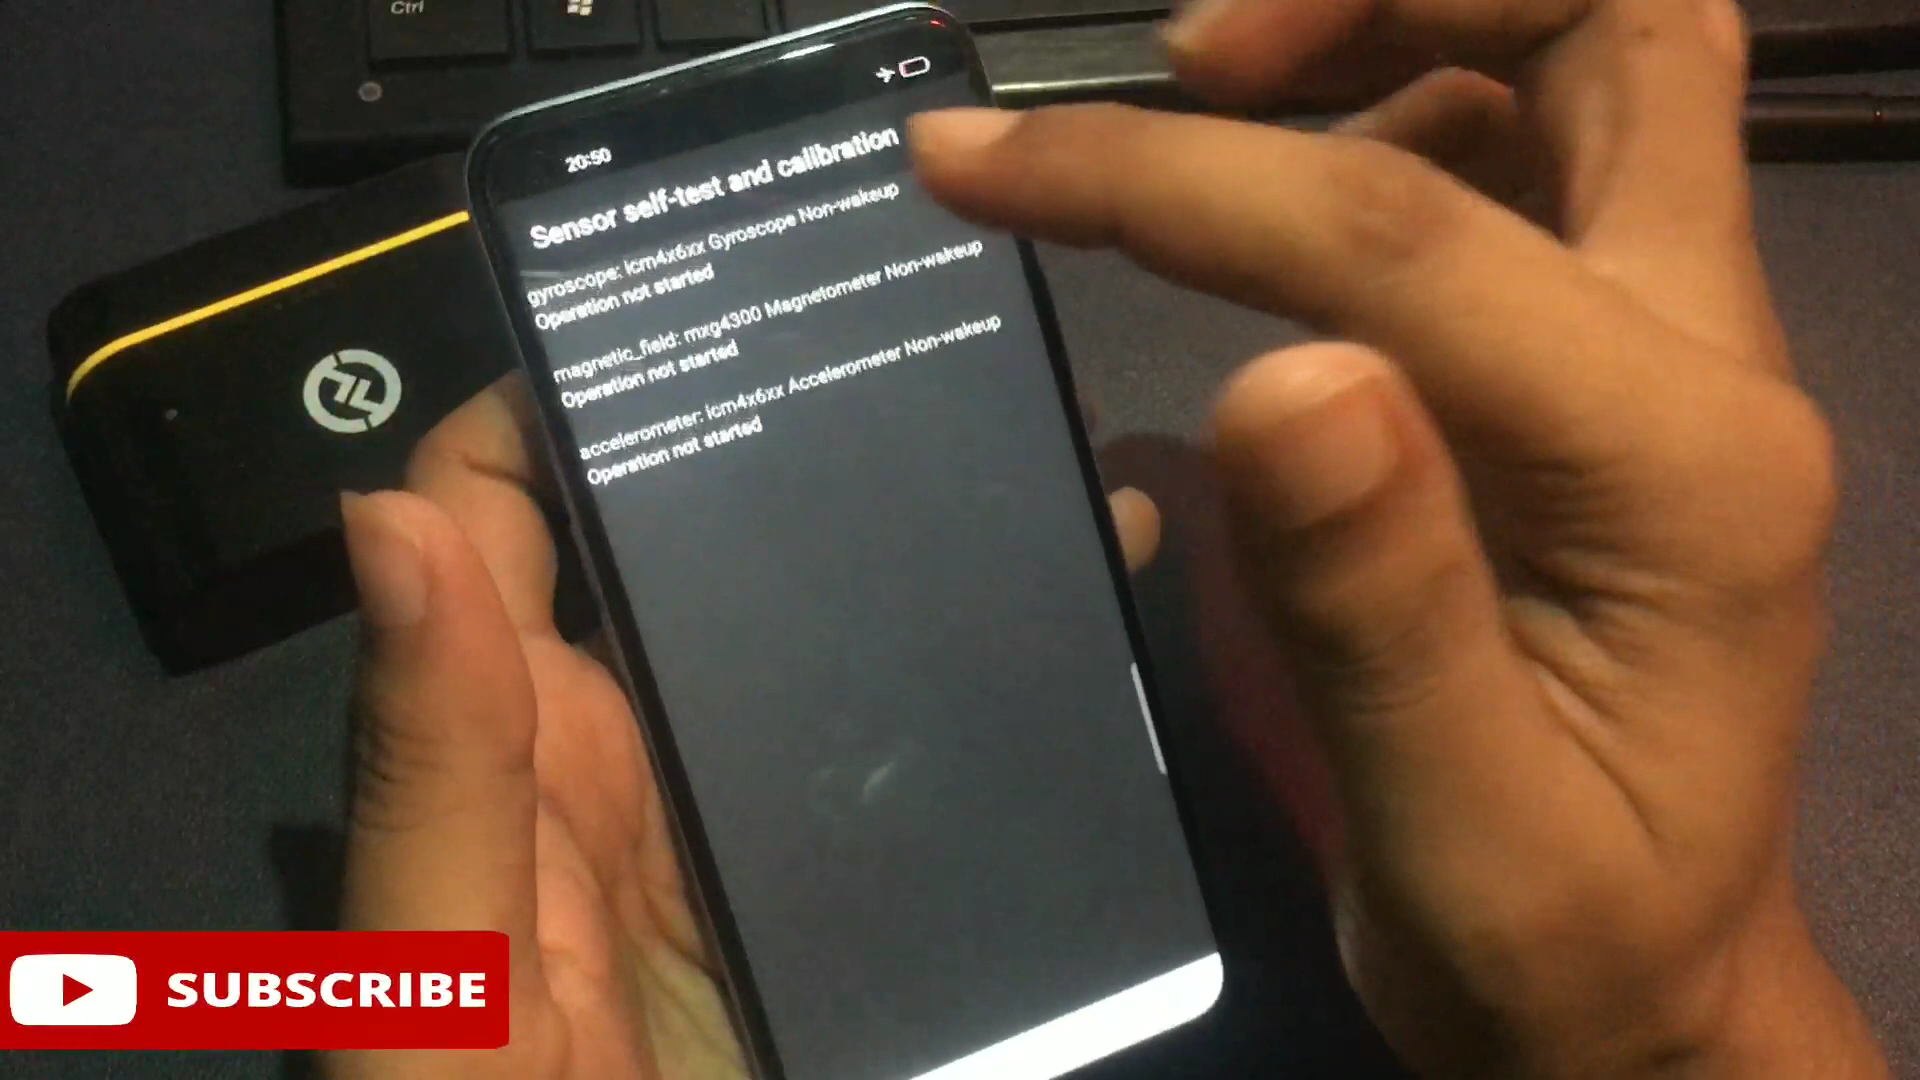 Ctrl
20:50
Sensor self-test and calibration
gyroscope: icm4x6xx Gyroscope Non-wakeup
Operation not started
magnetic_field: mxg4300 Magnetometer Non-wakeup
Operation not started
accelerometer: icm4x6xx Accelerometer Non-wakeup
Operation not started
SUBSCRIBE